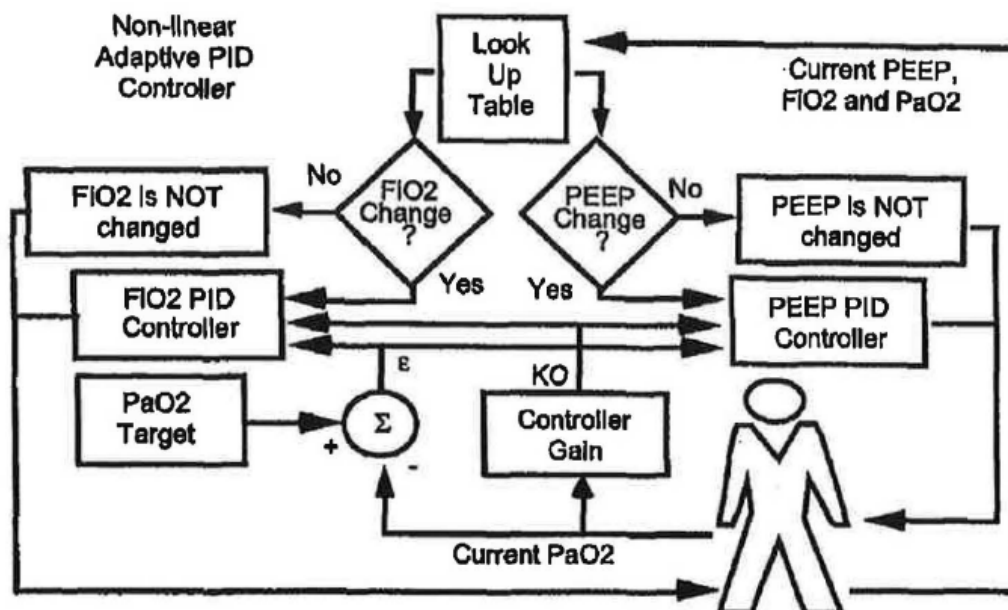 Non-linear
Adaptive PID
Controller
Look
Up
Table
Current PEEP,
FIO2 and PaO2
No
FIO2
Change
?
PEEP
Change
?
No
FIO2 is NOT
changed
PEEP is NOT
changed
Yes
Yes
FIO2 PID
Controller
PEEP PID
Controller
ε
KO
PaO2
Target
Σ
+
-
Controller
Gain
Current PaO2